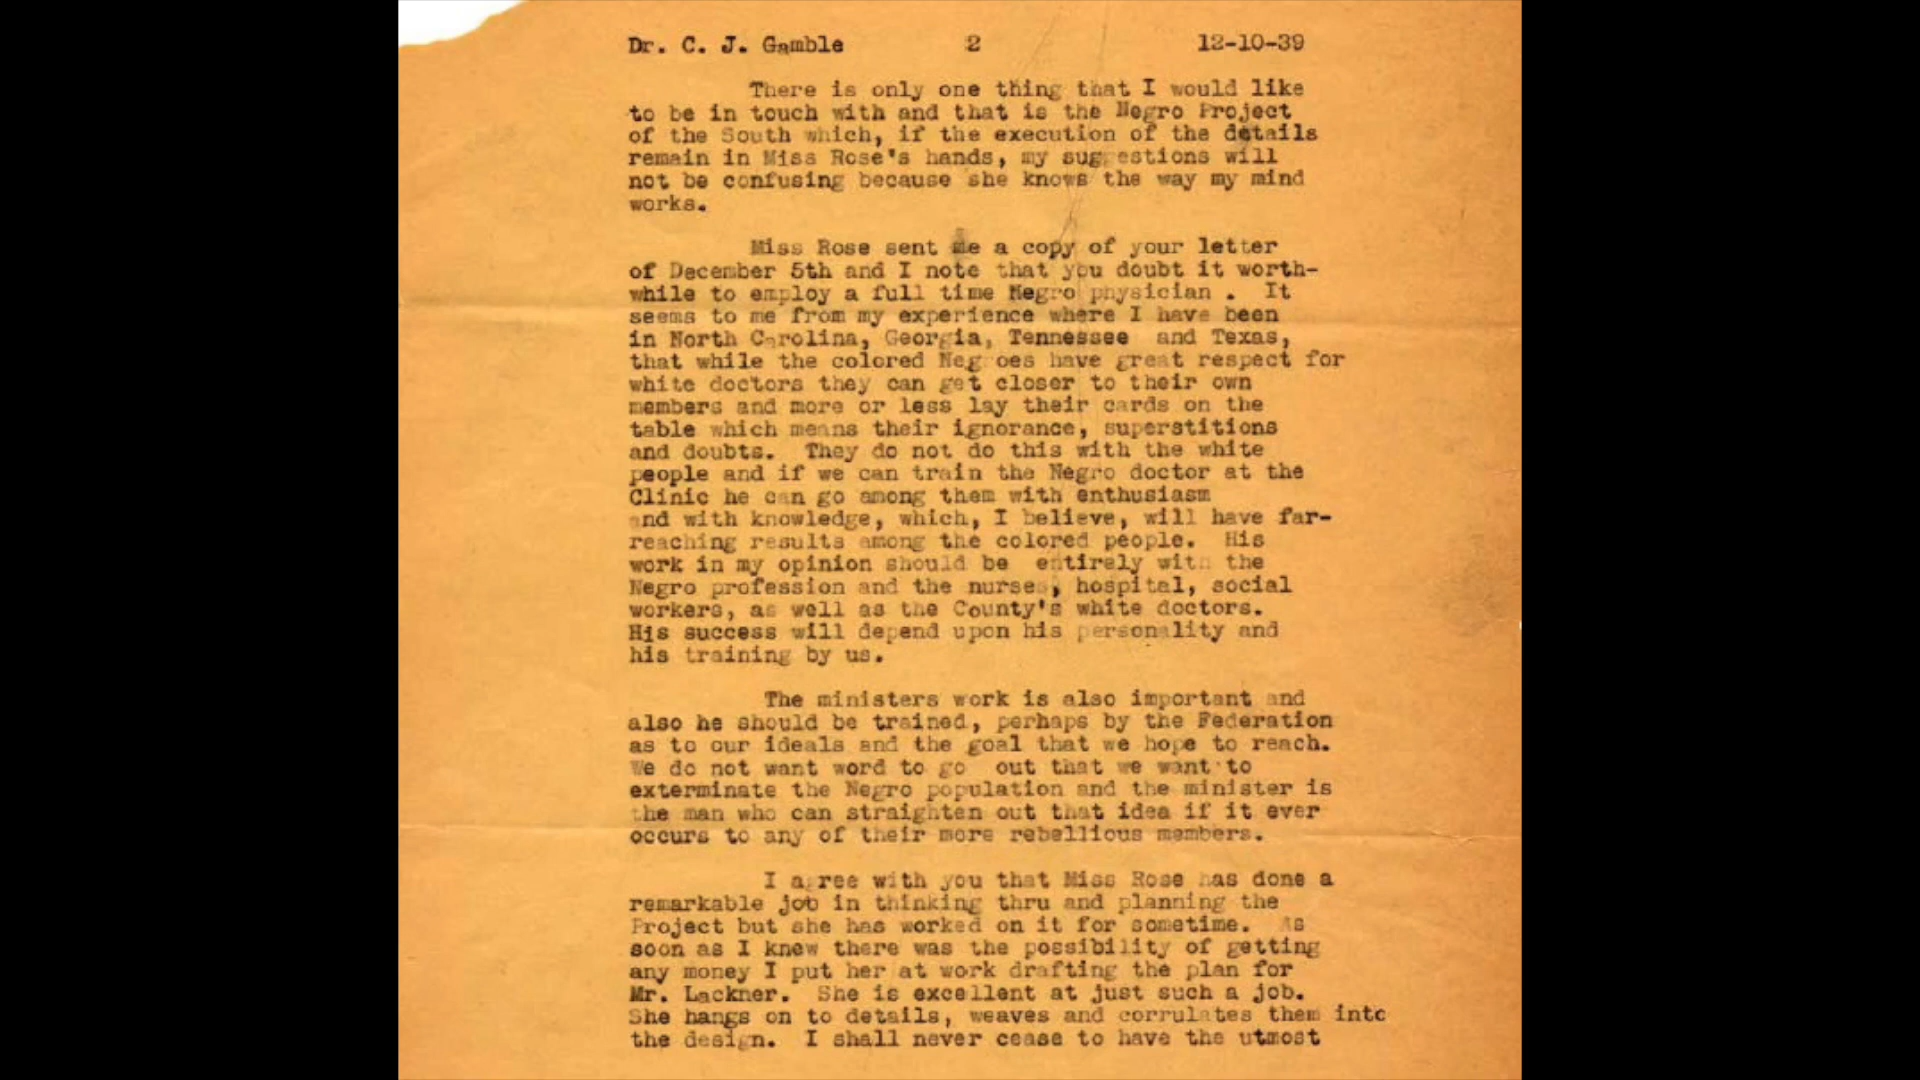 Dr. C. J. Gamble 2 12-10-39
There is only one thing that I would like
to be in touch with and that is the Negro Project
of the South which, if the execution of the details
remain in Miss Rose's hands, my suggestions will
not be confusing because she knows the way my mind
works.
Miss Rose sent me a copy of your letter
of December 5th and I note that you doubt it worth-
while to employ a full time Negro physician . It
seems to me from my experience where I have been
in North Carolina, Georgia, Tennessee and Texas,
that while the colored Negroes have great respect for
white doctors they can get closer to their own
members and more or less lay their cards on the
table which means their ignorance, superstitions
and doubts. They do not do this with the white
people and if we can train the Negro doctor at the
Clinic he can go among them with enthusiasm
and with knowledge, which, I believe, will have far-
reaching results among the colored people. His
work in my opinion should be entirely with the
Negro profession and the nurses, hospital, social
workers, as well as the County's white doctors.
His success will depend upon his personality and
his training by us.
The ministers work is also important and
also he should be trained, perhaps by the Federation
as to our ideals and the goal that we hope to reach.
We do not want word to go out that we want to
exterminate the Negro population and the minister is
the man who can straighten out that idea if it ever
occurs to any of their more rebellious members.
I agree with you that Miss Rose has done a
remarkable job in thinking thru and planning the
Project but she has worked on it for sometime. As
soon as I knew there was the possibility of getting
any money I put her at work drafting the plan for
Mr. Lackner. She is excellent at just such a job.
She hangs on to details, weaves and corrulates them into
the design. I shall never cease to have the utmost